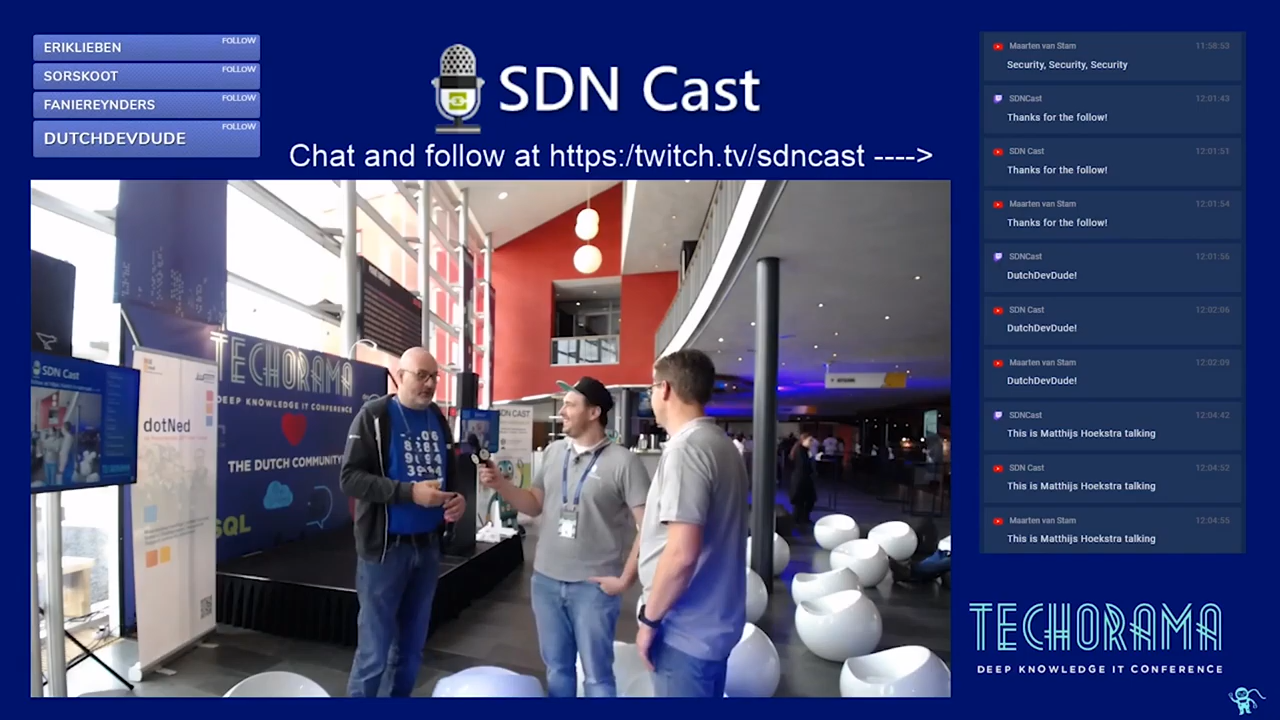 ERIKLIEBEN
FOLLOW
SORSKOOT
FOLLOW
FANIEREYNDERS
FOLLOW
DUTCHDEVDUDE
FOLLOW
SDN Cast
Chat and follow at https:/twitch.tv/sdncast ---->
Maarten van Stam 11:58:53
Security, Security, Security
SDNCast 12:01:43
Thanks for the follow!
SDN Cast 12:01:51
Thanks for the follow!
Maarten van Stam 12:01:54
Thanks for the follow!
SDNCast 12:01:56
DutchDevDude!
SDN Cast 12:02:06
DutchDevDude!
Maarten van Stam 12:02:09
DutchDevDude!
SDNCast 12:04:42
This is Matthijs Hoekstra talking
SDN Cast 12:04:52
This is Matthijs Hoekstra talking
Maarten van Stam 12:04:55
This is Matthijs Hoekstra talking
SDN Cast
dotNed
TECHORAMA
DEEP KNOWLEDGE IT CONFERENCE
THE DUTCH COMMUNITY
SQL
SDN CAST
TECHORAMA
DEEP KNOWLEDGE IT CONFERENCE